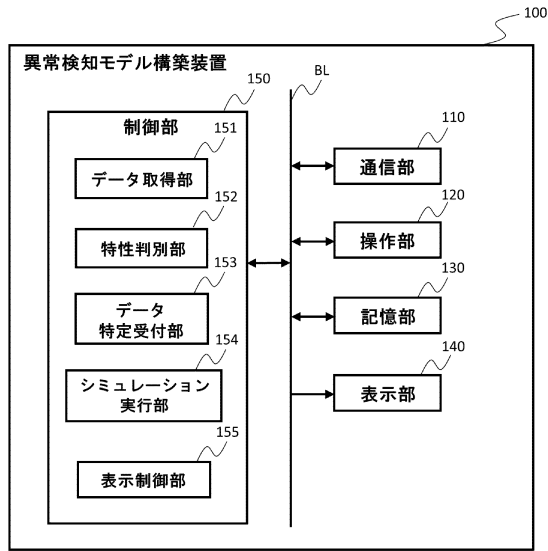 100
異常検知モデル構築装置
150
BL
制御部
151
データ取得部
152
特性判別部
153
データ
特定受付部
154
シミュレーション
実行部
155
表示制御部
110
通信部
120
操作部
130
記憶部
140
表示部